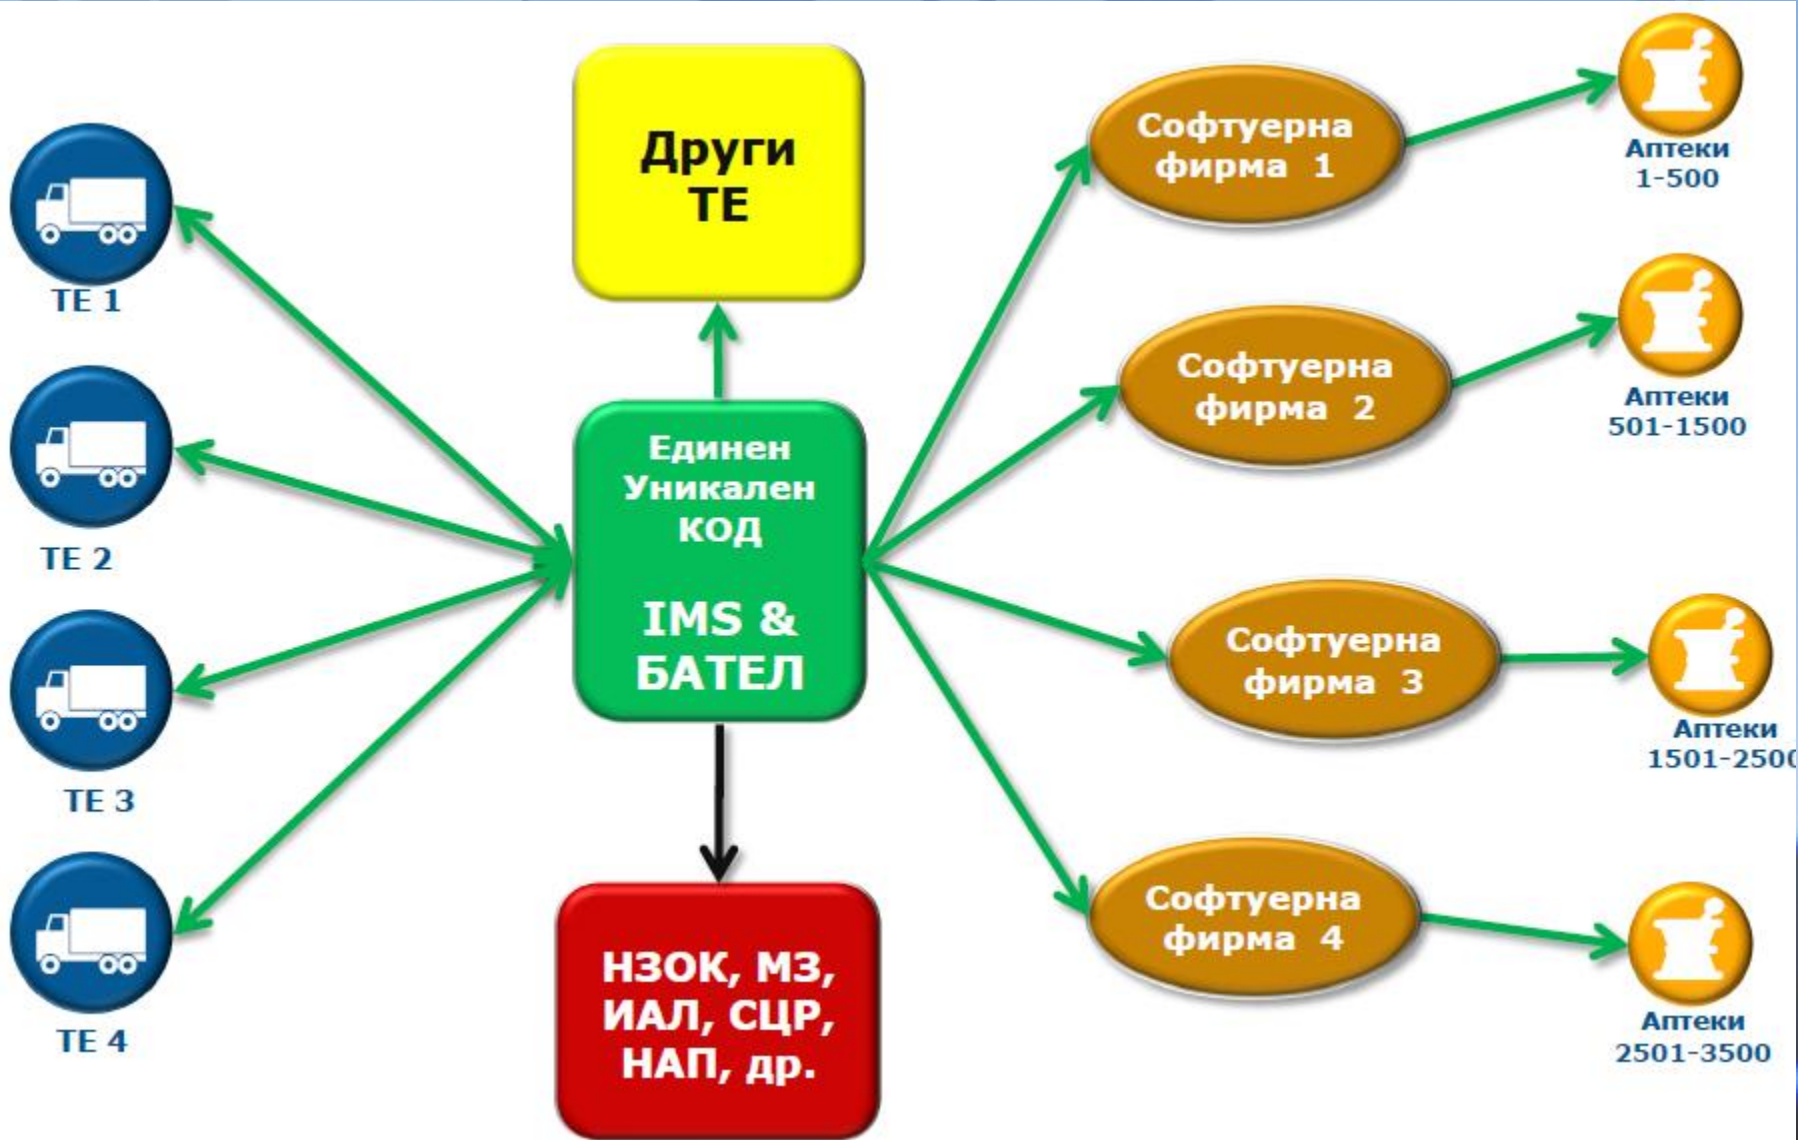 ТЕ 1
ТЕ 2
ТЕ 3
ТЕ 4
Други
ТЕ
Единен
Уникален
КОД
IMS &
БАТЕЛ
НЗОК, МЗ,
ИАЛ, СЦР,
НАП, др.
Софтуерна
фирма 1
Софтуерна
фирма 2
Софтуерна
фирма 3
Софтуерна
фирма 4
Аптеки
1-500
Аптеки
501-1500
Аптеки
1501-2500
Аптеки
2501-3500